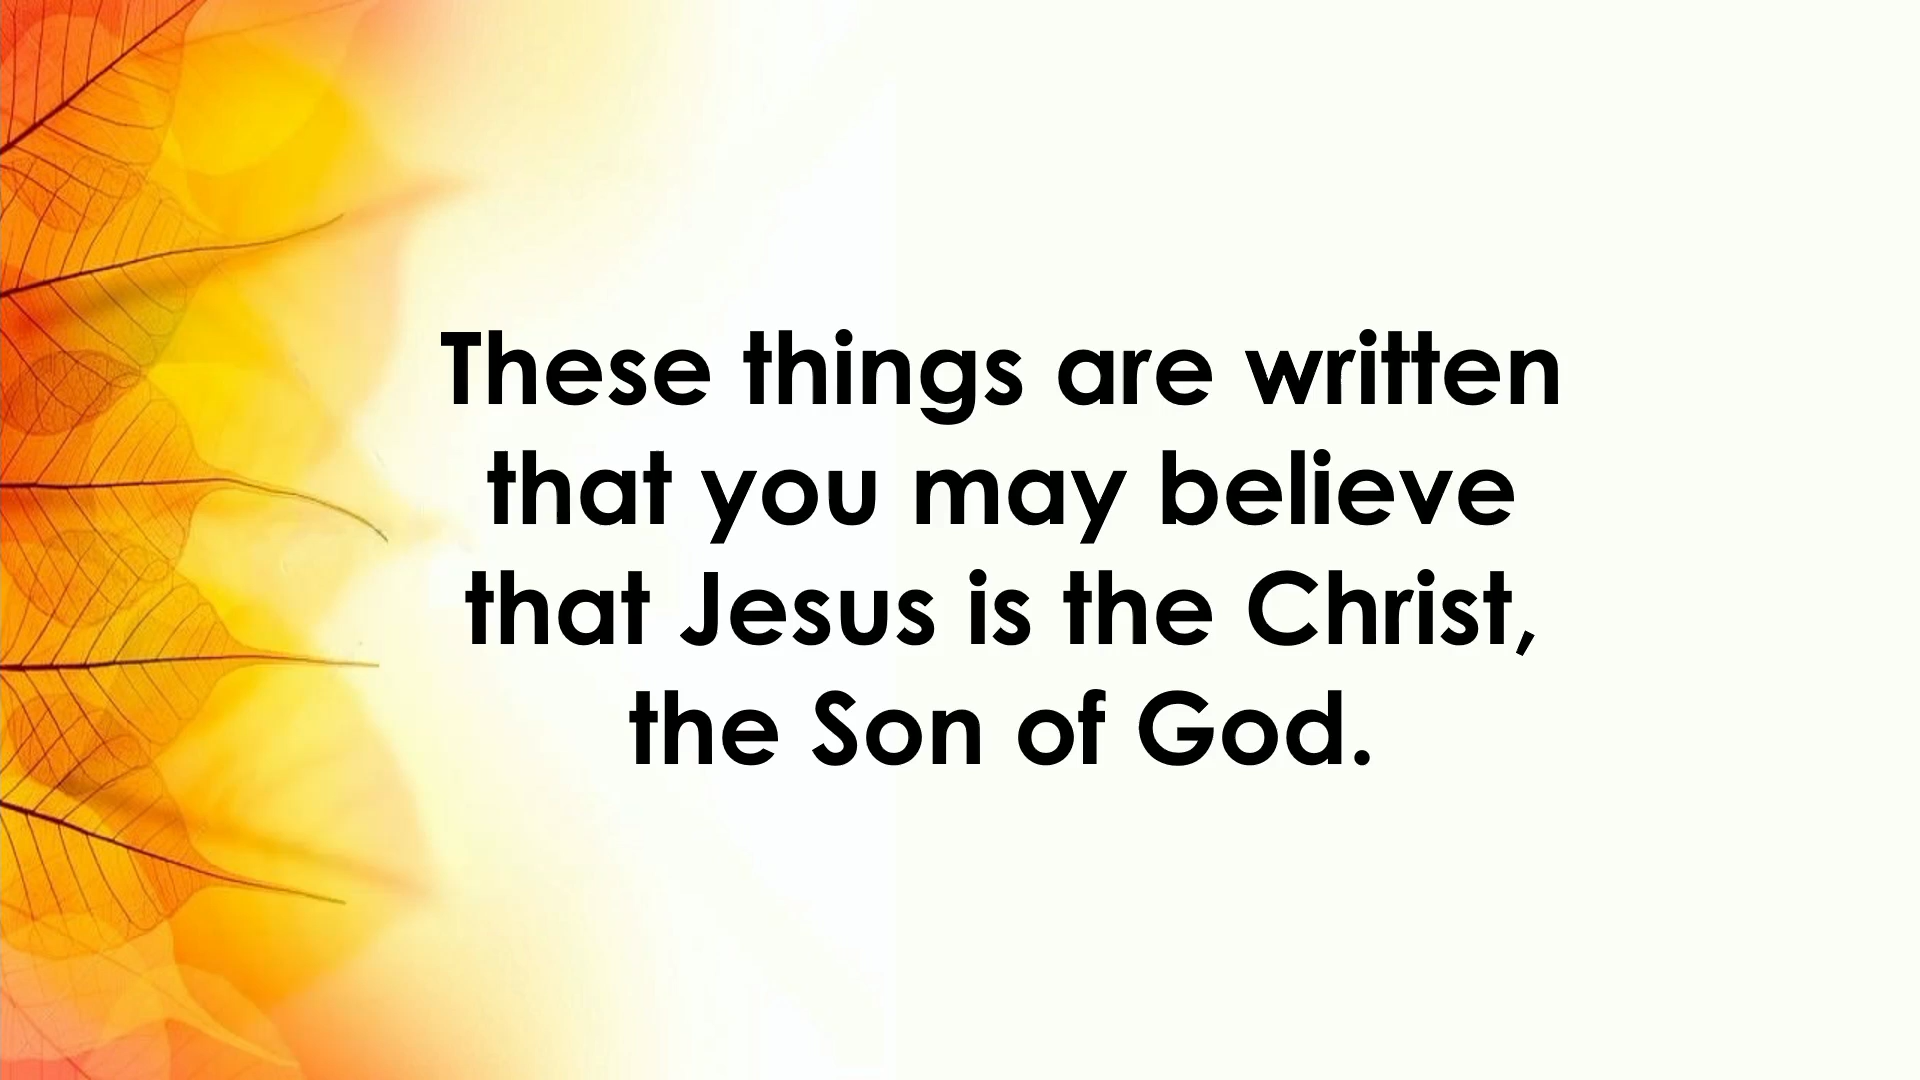 These things are written
that you may believe
that Jesus is the Christ,
the Son of God.